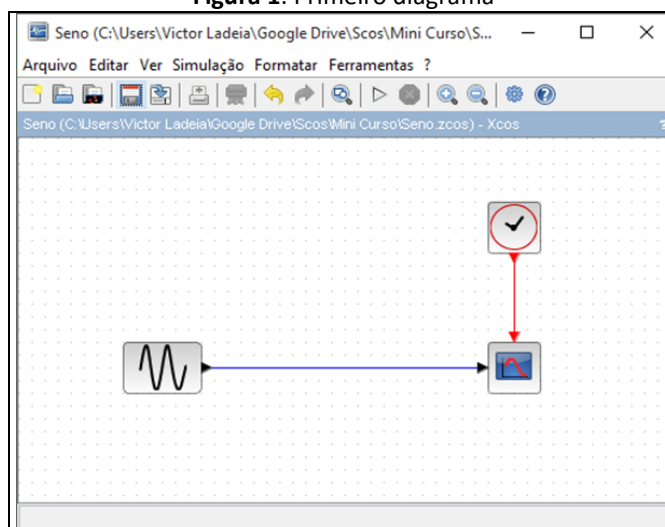 Figura 1: Primeiro diagrama
Seno (C:\Users\Victor Ladeia\Google Drive\Scos\Mini Curso\S...
Arquivo Editar Ver Simulação Formatar Ferramentas ?
Seno (C:\Users\Victor Ladeia\Google Drive\Scos\Mini Curso\Seno.zcos) - Xcos
?